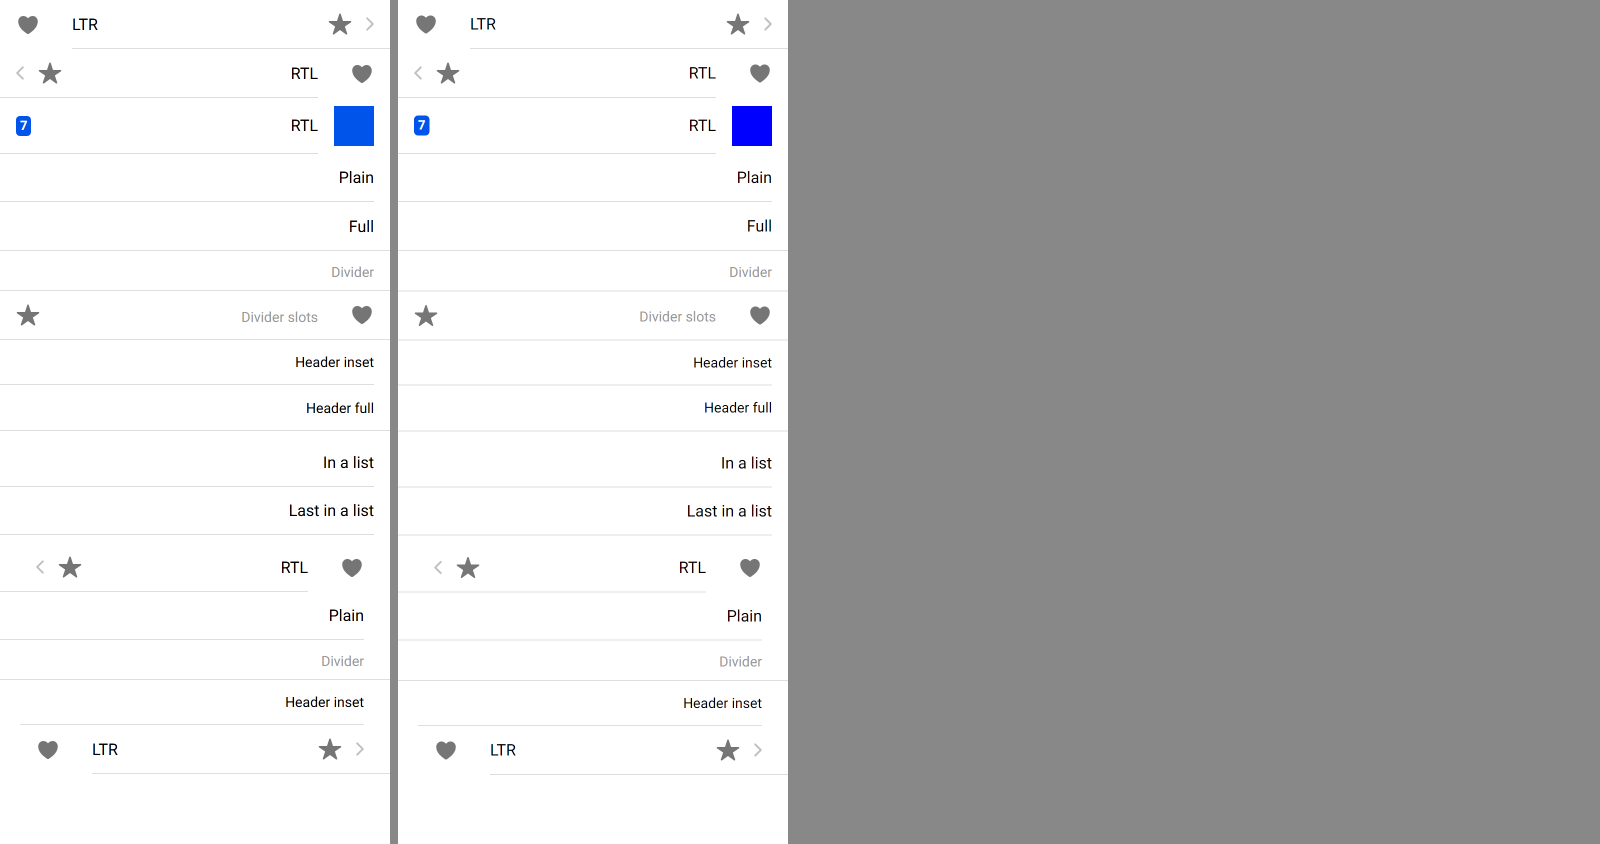 LTR
RTL
7 RTL
Plain
Full
Divider
Divider slots
Header inset
Header full
In a list
Last in a list
RTL
Plain
Divider
Header inset
LTR
LTR
RTL
7 RTL
Plain
Full
Divider
Divider slots
Header inset
Header full
In a list
Last in a list
RTL
Plain
Divider
Header inset
LTR